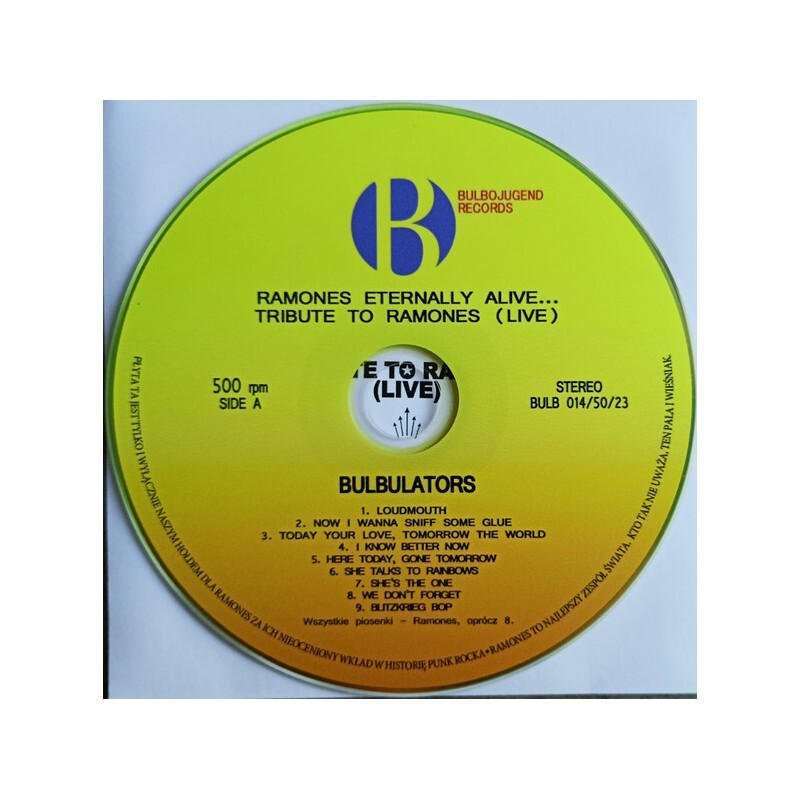 BULBOJUGEND
RECORDS
RAMONES ETERNALLY ALIVE...
TRIBUTE TO RAMONES (LIVE)
TE TO RA
(LIVE)
500 rpm
SIDE A
STEREO
BULB 014/50/23
BULBULATORS
1. LOUDMOUTH
2. NOW I WANNA SNIFF SOME GLUE
3. TODAY YOUR LOVE, TOMORROW THE WORLD
4. I KNOW BETTER NOW
5. HERE TODAY, GONE TOMORROW
6. SHE TALKS TO RAINBOWS
7. SHE'S THE ONE
8. WE DON'T FORGET
9. BLITZKRIEG BOP
Wszystkie piosenki - Ramones, oprócz 8.
PŁYTA TA JEST TYLKO I WYŁĄCZNIE NASZYM HOŁDEM DLA RAMONES ZA ICH NIEOCENIONY WKŁAD W HISTORIĘ PUNK ROCKA • RAMONES TO NAJLEPSZY ZESPÓŁ ŚWIATA. KTO TAK NIE UWAŻA, TEN PAŁA I WIEŚNIAK.